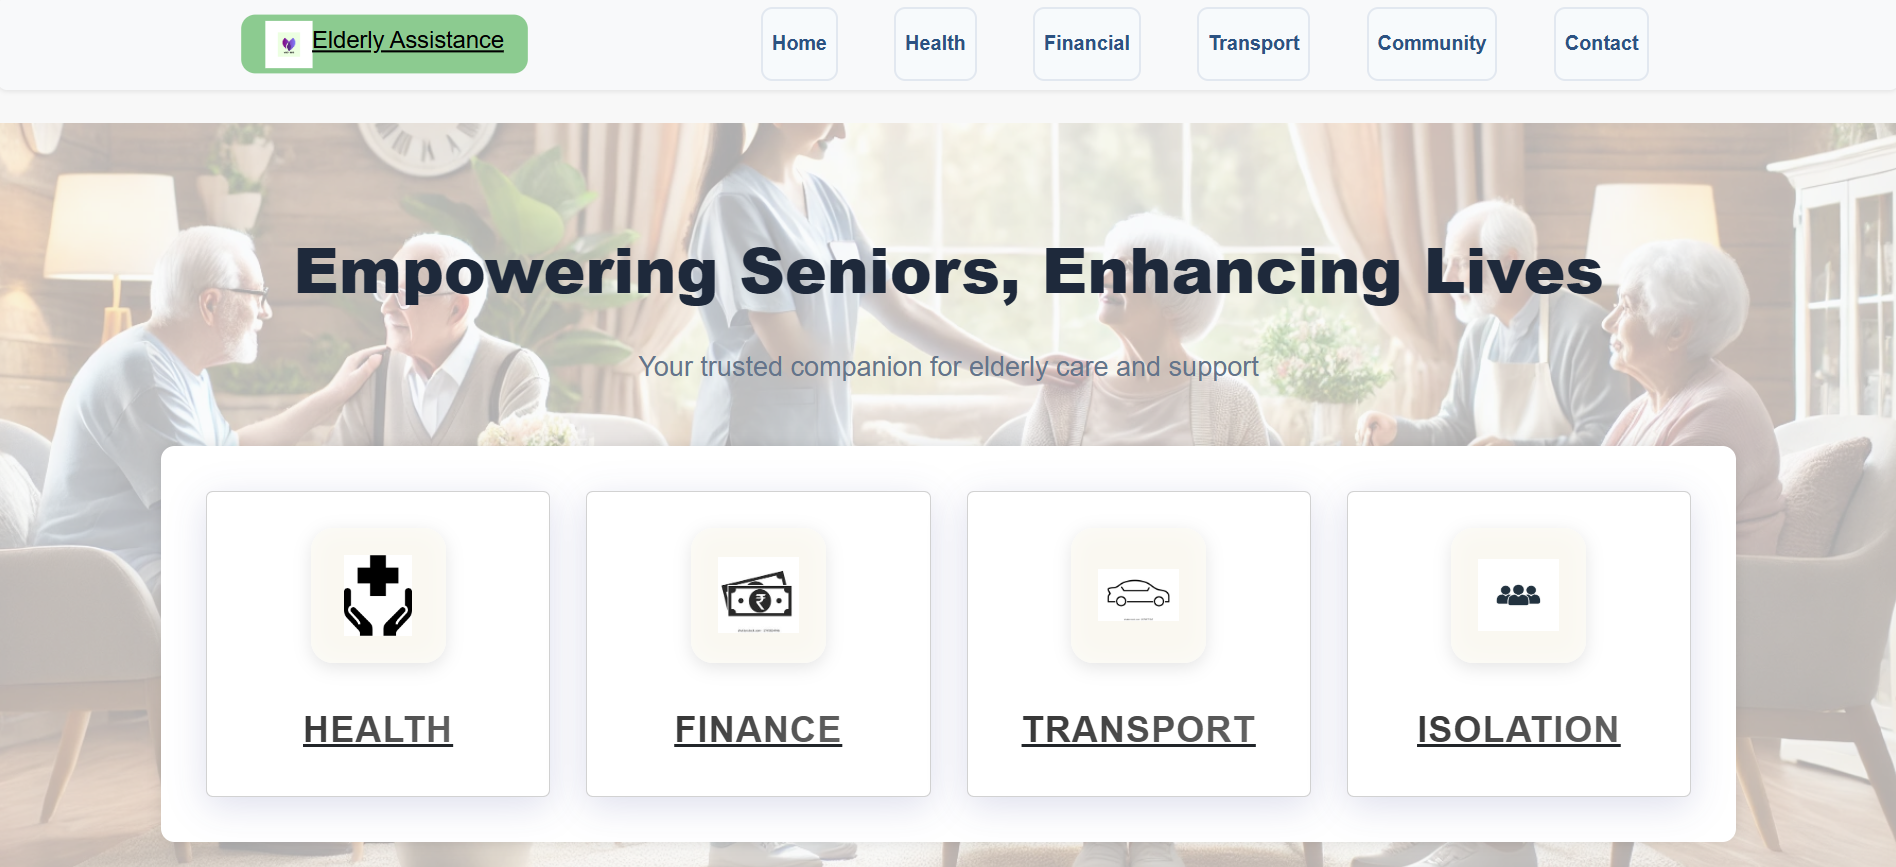 Elderly Assistance
Home
Health
Financial
Transport
Community
Contact
Empowering Seniors, Enhancing Lives
Your trusted companion for elderly care and support
₹
HEALTH
FINANCE
TRANSPORT
ISOLATION